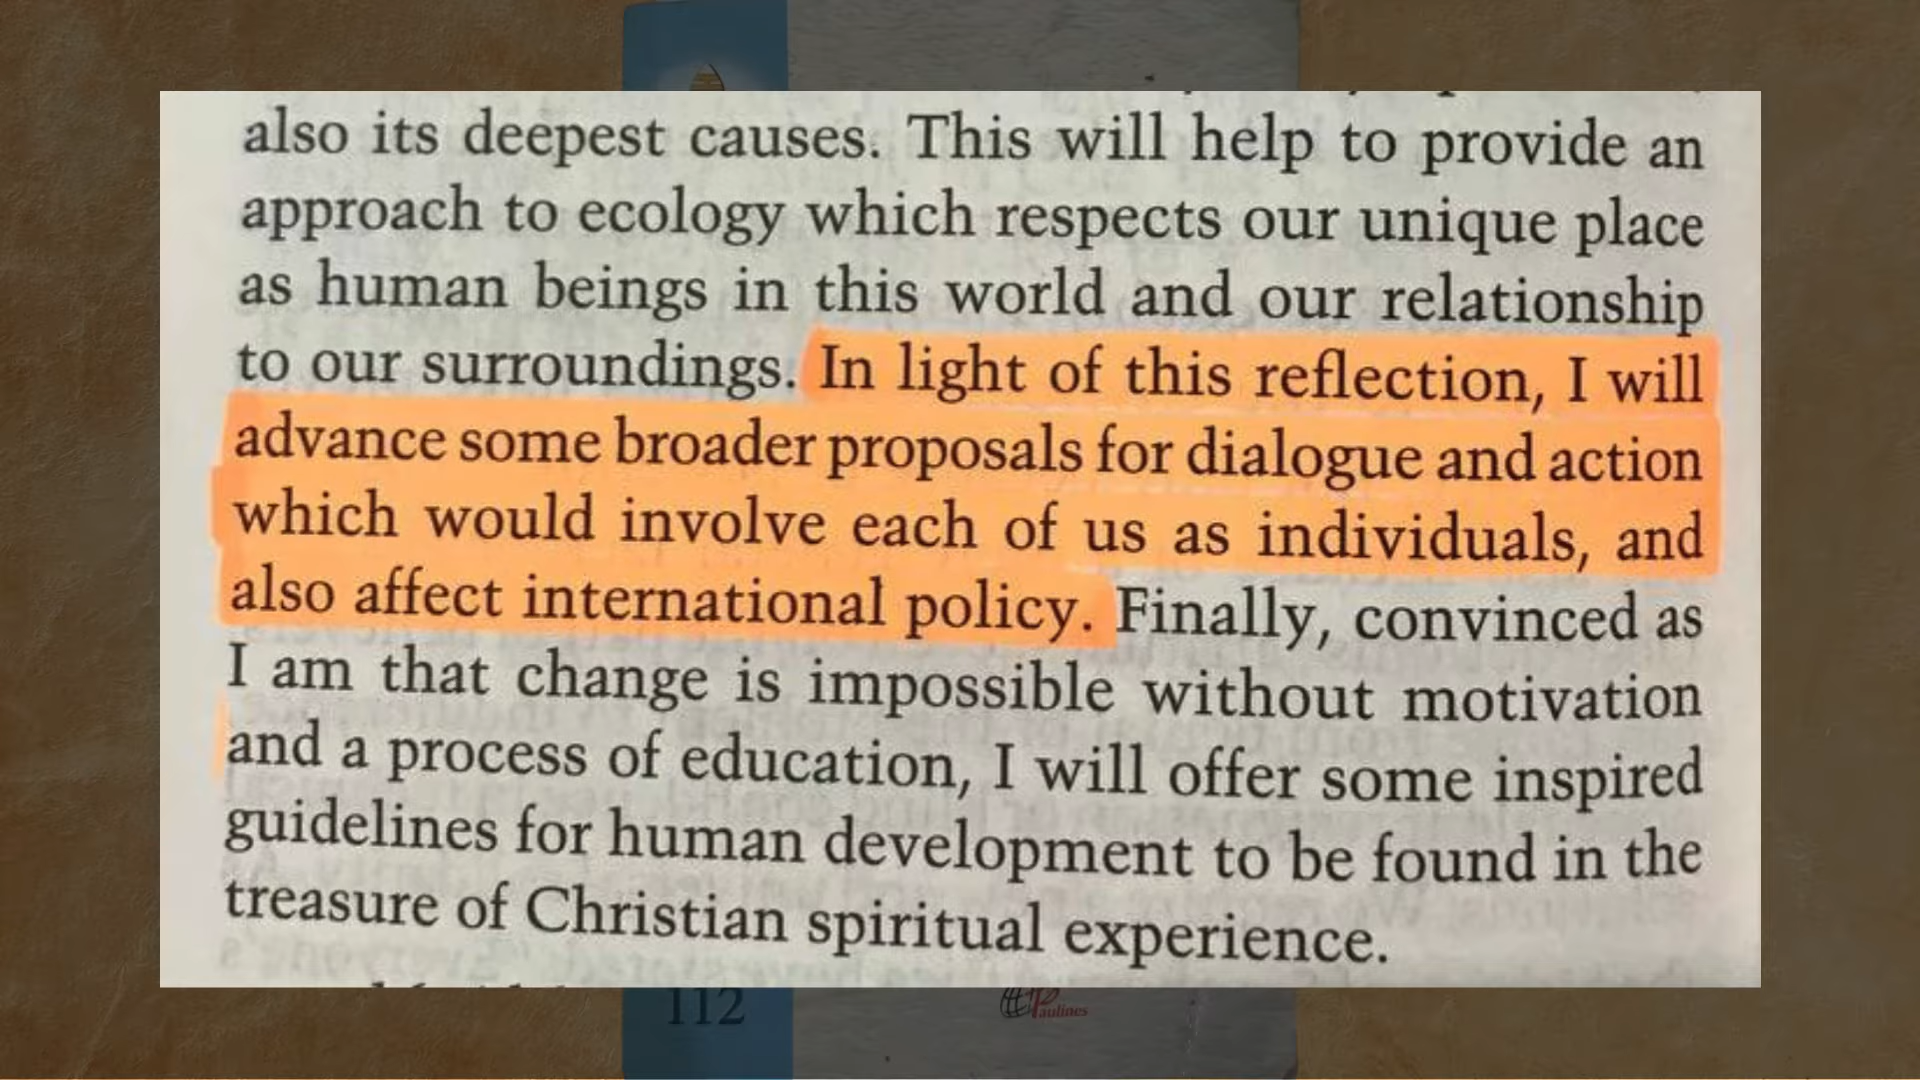 also its deepest causes. This will help to provide an
approach to ecology which respects our unique place
as human beings in this world and our relationship
to our surroundings. In light of this reflection, I will
advance some broader proposals for dialogue and action
which would involve each of us as individuals, and
also affect international policy. Finally, convinced as
I am that change is impossible without motivation
and a process of education, I will offer some inspired
guidelines for human development to be found in the
treasure of Christian spiritual experience.
112
Paulines